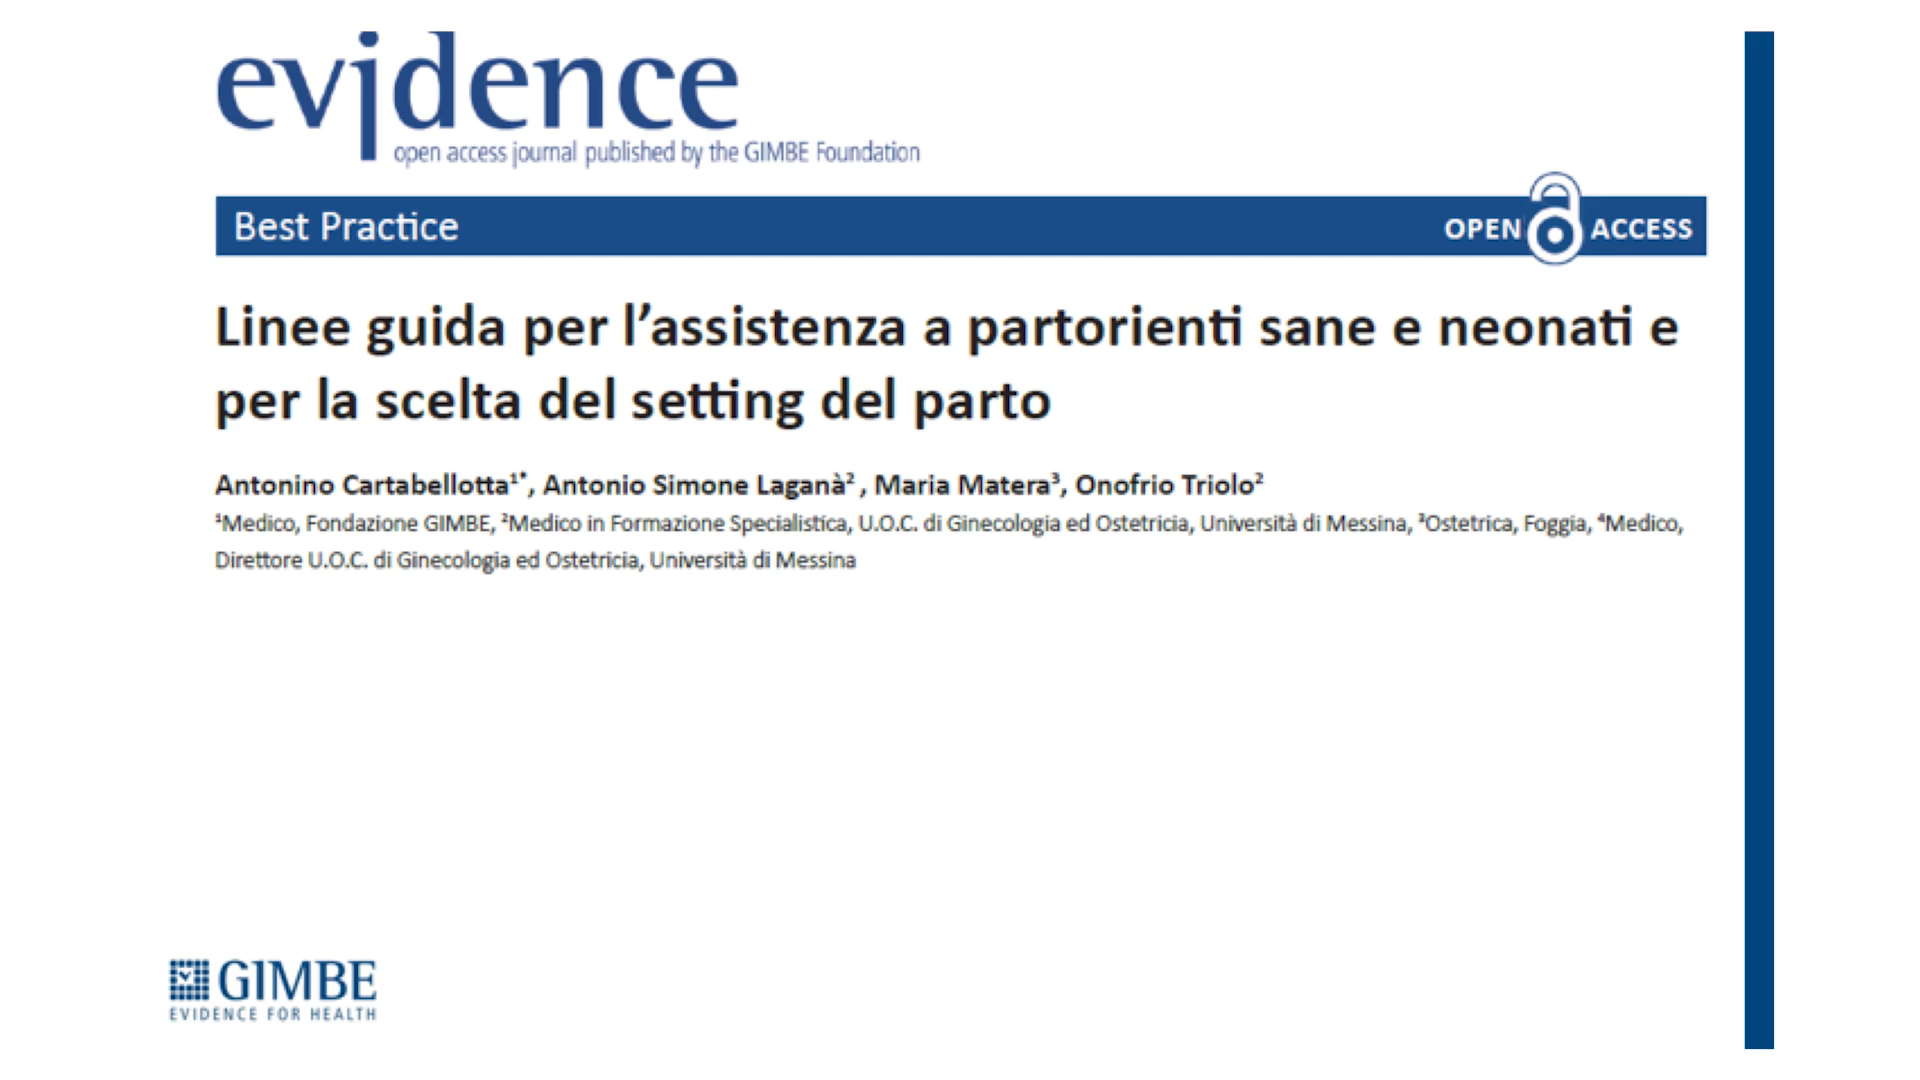 evidence
open access journal published by the GIMBE Foundation
Best Practice
OPEN ACCESS
Linee guida per l’assistenza a partorienti sane e neonati e
per la scelta del setting del parto
Antonino Cartabellotta¹*, Antonio Simone Laganà², Maria Matera³, Onofrio Triolo²
¹Medico, Fondazione GIMBE, ²Medico in Formazione Specialistica, U.O.C. di Ginecologia ed Ostetricia, Università di Messina, ³Ostetrica, Foggia, ⁴Medico,
Direttore U.O.C. di Ginecologia ed Ostetricia, Università di Messina
GIMBE
EVIDENCE FOR HEALTH